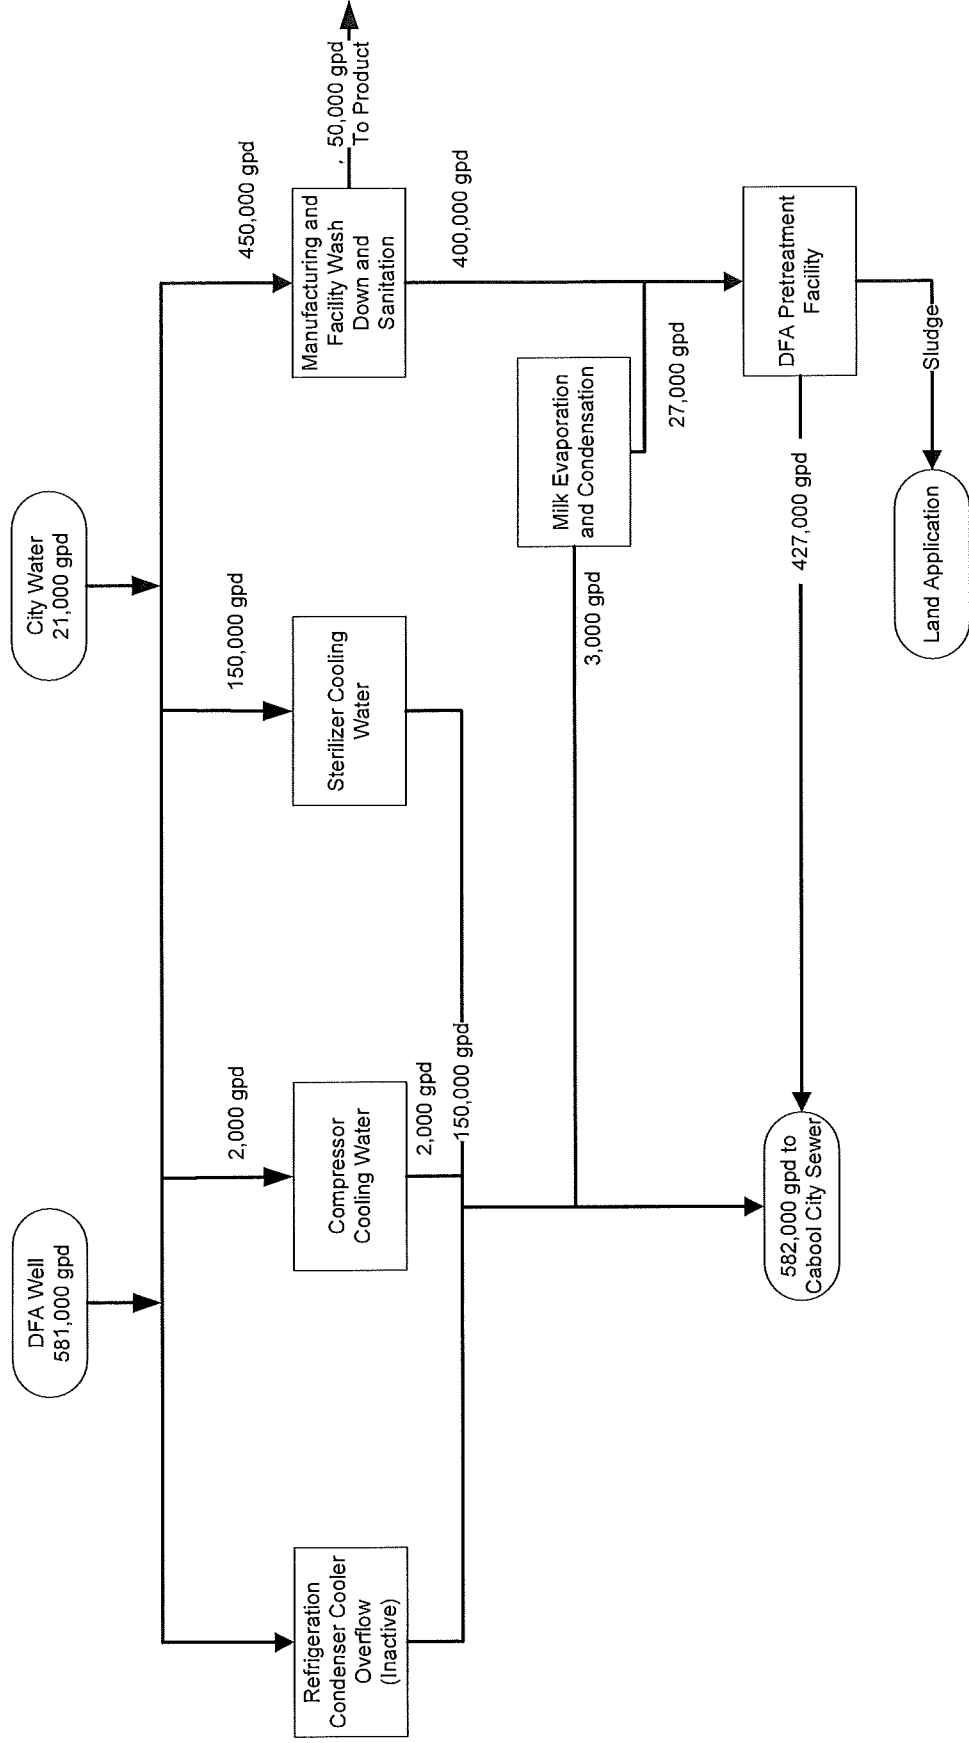 DFA Well
581,000 gpd
City Water
21,000 gpd
2,000 gpd
150,000 gpd
450,000 gpd
Refrigeration
Condenser Cooler
Overflow
(Inactive)
Compressor
Cooling Water
Sterilizer Cooling
Water
Manufacturing and
Facility Wash
Down and
Sanitation
50,000 gpd
To Product
2,000 gpd
150,000 gpd
400,000 gpd
Milk Evaporation
and Condensation
3,000 gpd
27,000 gpd
582,000 gpd to
Cabool City Sewer
427,000 gpd
DFA Pretreatment
Facility
Sludge
Land Application